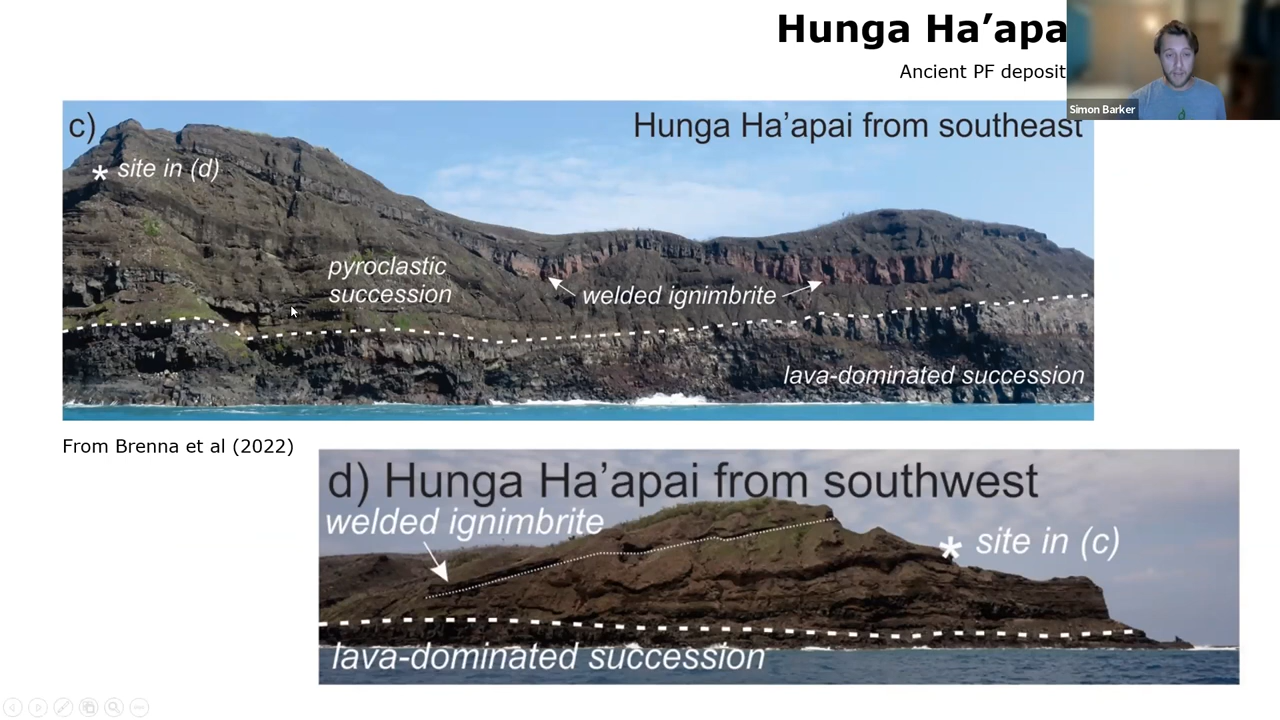 Hunga Ha’apa
Ancient PF deposit
Simon Barker
c)
Hunga Ha’apai from southeast
* site in (d)
pyroclastic
succession
welded ignimbrite
lava-dominated succession
From Brenna et al (2022)
d) Hunga Ha’apai from southwest
welded ignimbrite
* site in (c)
lava-dominated succession